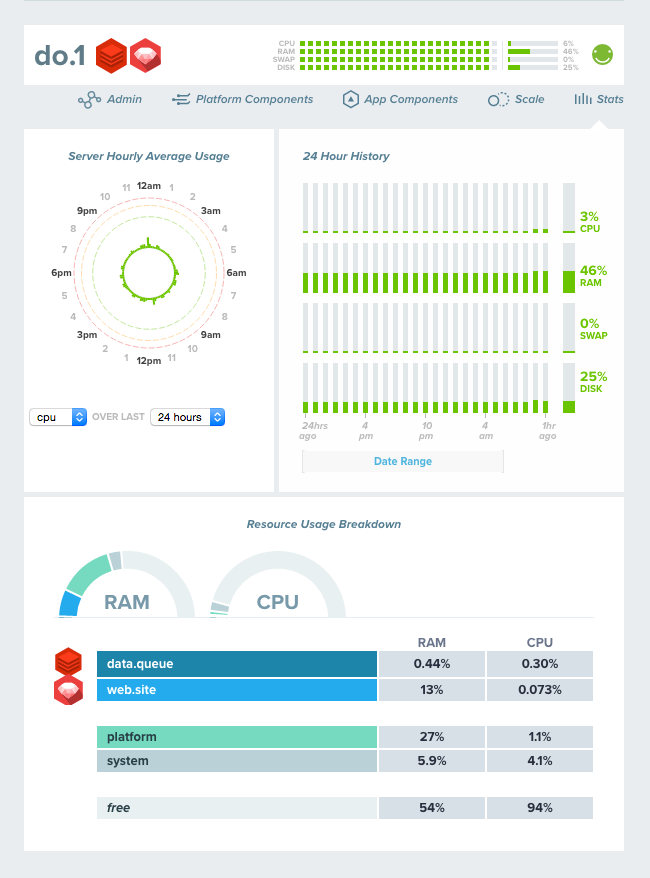 do.1
CPU 6%
RAM 46%
SWAP 0%
DISK 25%
Admin Platform Components App Components Scale Stats
Server Hourly Average Usage
12am
11 1
10 2
9pm 3am
8 4
7 5
6pm 6am
5 7
4 8
3pm 9am
2 10
1 11
12pm
cpu OVER LAST 24 hours
24 Hour History
3%
CPU
46%
RAM
0%
SWAP
25%
DISK
24hrs 4 10 4 1hr
ago pm pm am ago
Date Range
Resource Usage Breakdown
RAM CPU
RAM CPU
data.queue 0.44% 0.30%
web.site 13% 0.073%
platform 27% 1.1%
system 5.9% 4.1%
free 54% 94%